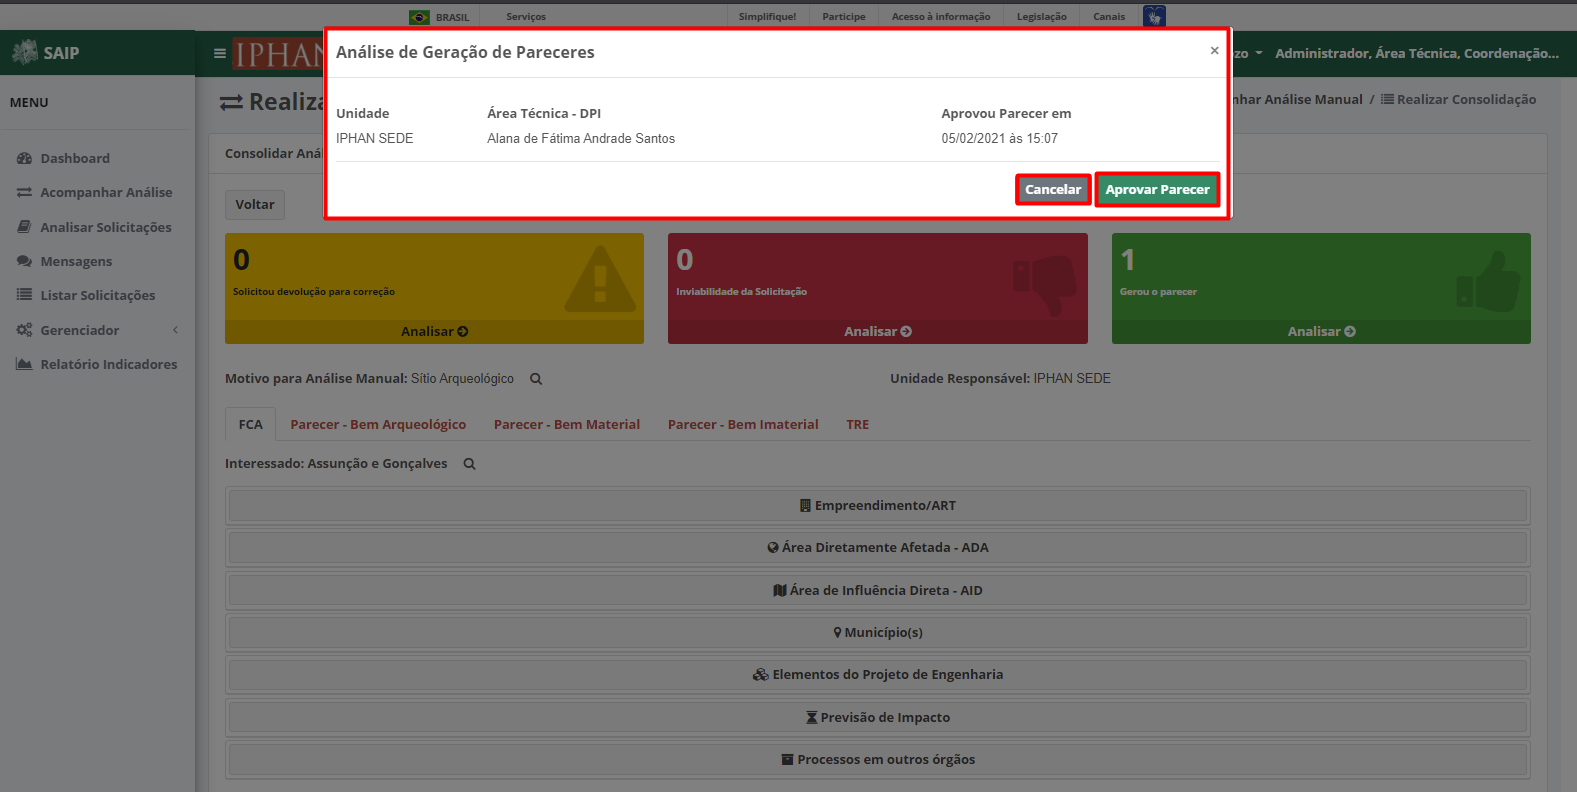 BRASIL Serviços Simplifique! Participe Acesso à informação Legislação Canais
SAIP
IPHAN
Administrador, Área Técnica, Coordenação...
MENU
Dashboard
Acompanhar Análise
Analisar Solicitações
Mensagens
Listar Solicitações
Gerenciador
Relatório Indicadores
Análise de Geração de Pareceres ×
Unidade Área Técnica - DPI Aprovou Parecer em
IPHAN SEDE Alana de Fátima Andrade Santos 05/02/2021 às 15:07
Cancelar Aprovar Parecer
Análise Manual / Realizar Consolidação
Consolidar
Voltar
0
Solicitou devolução para correção
Analisar
0
Inviabilidade da Solicitação
Analisar
1
Gerou o parecer
Analisar
Motivo para Análise Manual: Sítio Arqueológico Unidade Responsável: IPHAN SEDE
FCA Parecer - Bem Arqueológico Parecer - Bem Material Parecer - Bem Imaterial TRE
Interessado: Assunção e Gonçalves
Empreendimento/ART
Área Diretamente Afetada - ADA
Área de Influência Direta - AID
Município(s)
Elementos do Projeto de Engenharia
Previsão de Impacto
Processos em outros órgãos